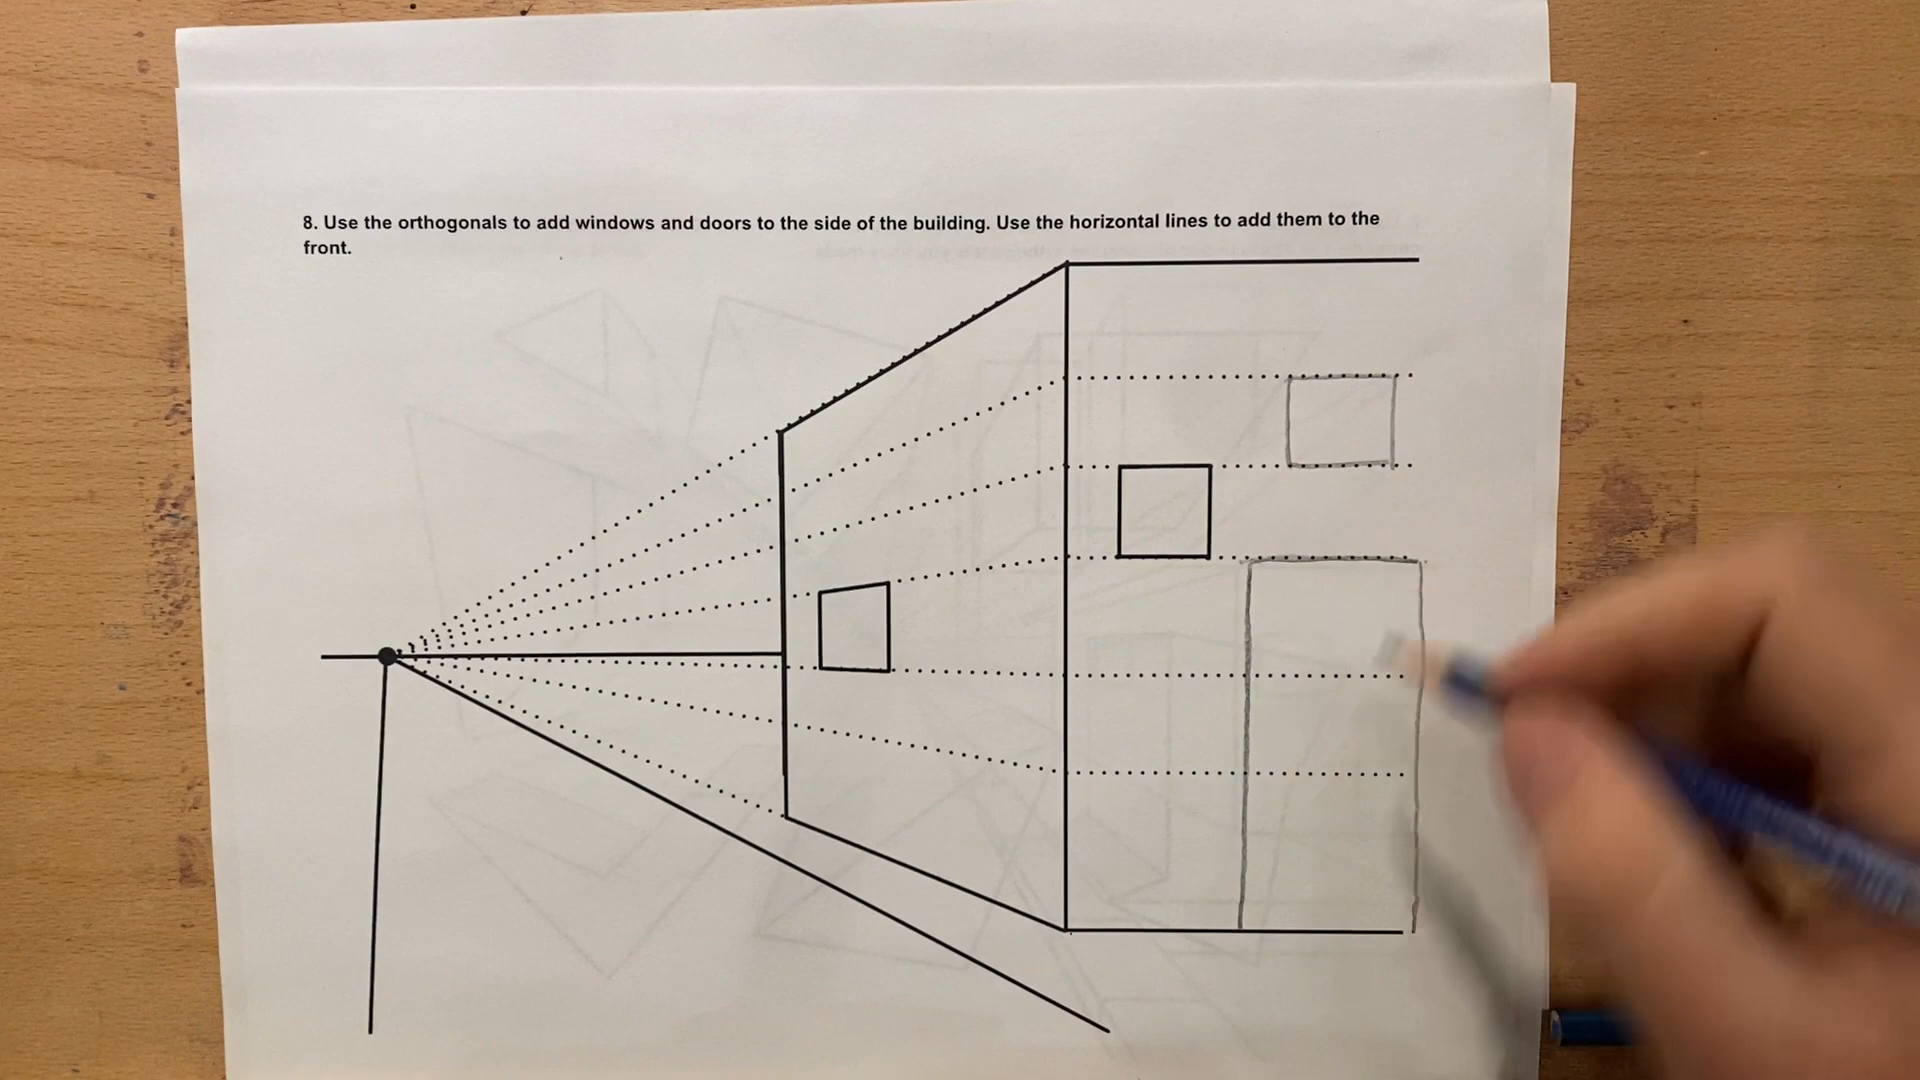 8. Use the orthogonals to add windows and doors to the side of the building. Use the horizontal lines to add them to the
front.